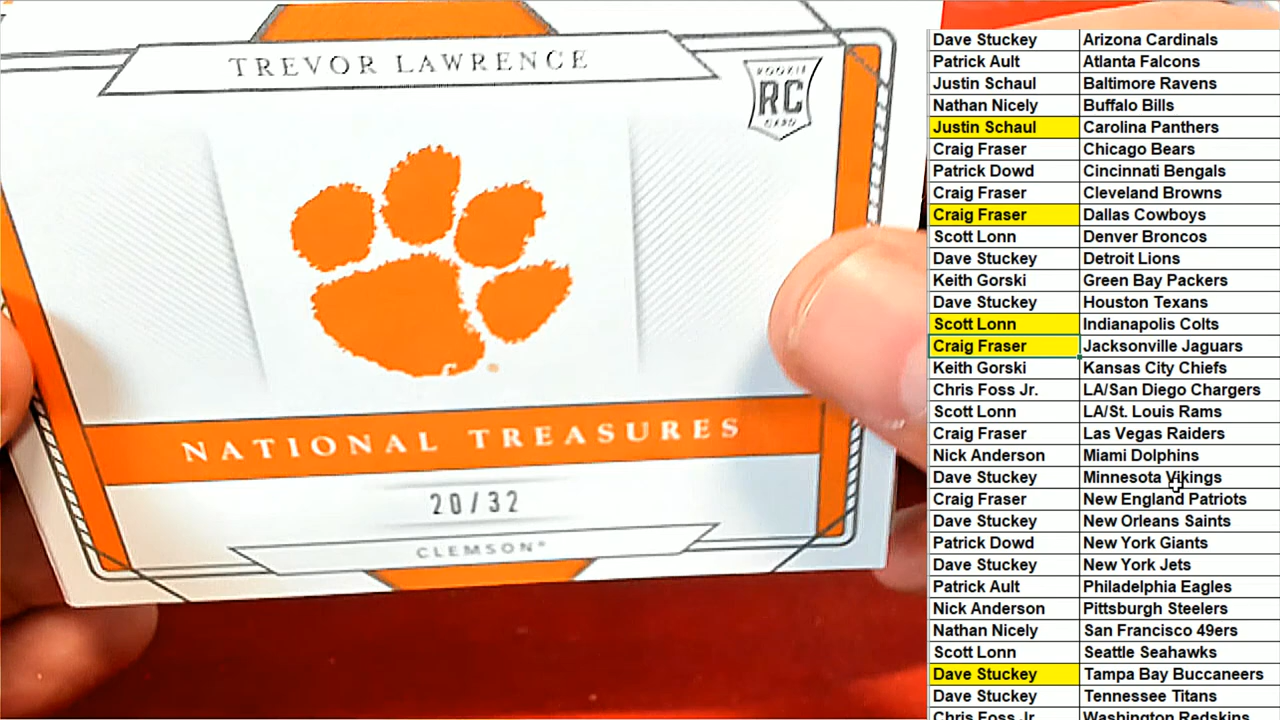 TREVOR LAWRENCE
ROOKIE
RC
CARD
NATIONAL TREASURES
20/32
CLEMSON®
Dave Stuckey Arizona Cardinals
Patrick Ault Atlanta Falcons
Justin Schaul Baltimore Ravens
Nathan Nicely Buffalo Bills
Justin Schaul Carolina Panthers
Craig Fraser Chicago Bears
Patrick Dowd Cincinnati Bengals
Craig Fraser Cleveland Browns
Craig Fraser Dallas Cowboys
Scott Lonn Denver Broncos
Dave Stuckey Detroit Lions
Keith Gorski Green Bay Packers
Dave Stuckey Houston Texans
Scott Lonn Indianapolis Colts
Craig Fraser Jacksonville Jaguars
Keith Gorski Kansas City Chiefs
Chris Foss Jr. LA/San Diego Chargers
Scott Lonn LA/St. Louis Rams
Craig Fraser Las Vegas Raiders
Nick Anderson Miami Dolphins
Dave Stuckey Minnesota Vikings
Craig Fraser New England Patriots
Dave Stuckey New Orleans Saints
Patrick Dowd New York Giants
Dave Stuckey New York Jets
Patrick Ault Philadelphia Eagles
Nick Anderson Pittsburgh Steelers
Nathan Nicely San Francisco 49ers
Scott Lonn Seattle Seahawks
Dave Stuckey Tampa Bay Buccaneers
Dave Stuckey Tennessee Titans
Chris Foss Jr. Washington Redskins